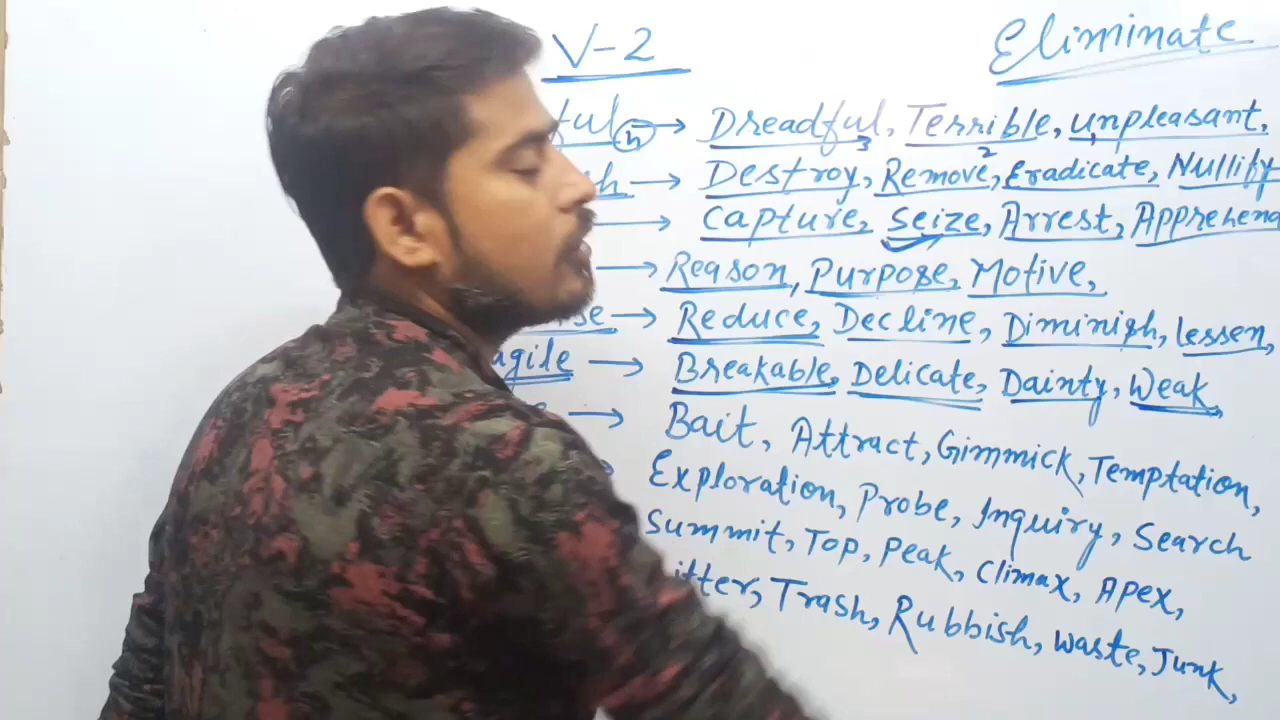 V-2
Eliminate
ful (h) → Dreadful, Terrible, unpleasant,
h → Destroy, Remove, Eradicate, Nullify
→ Capture, Seize, Arrest, Apprehend
→ Reason, Purpose, Motive,
se → Reduce, Decline, Diminish, lessen,
agile → Breakable, Delicate, Dainty, Weak,
→ Bait, Attract, Gimmick, Temptation,
Exploration, Probe, Inquiry, Search
Summit, Top, Peak, Climax, Apex,
itter, Trash, Rubbish, waste, Junk,